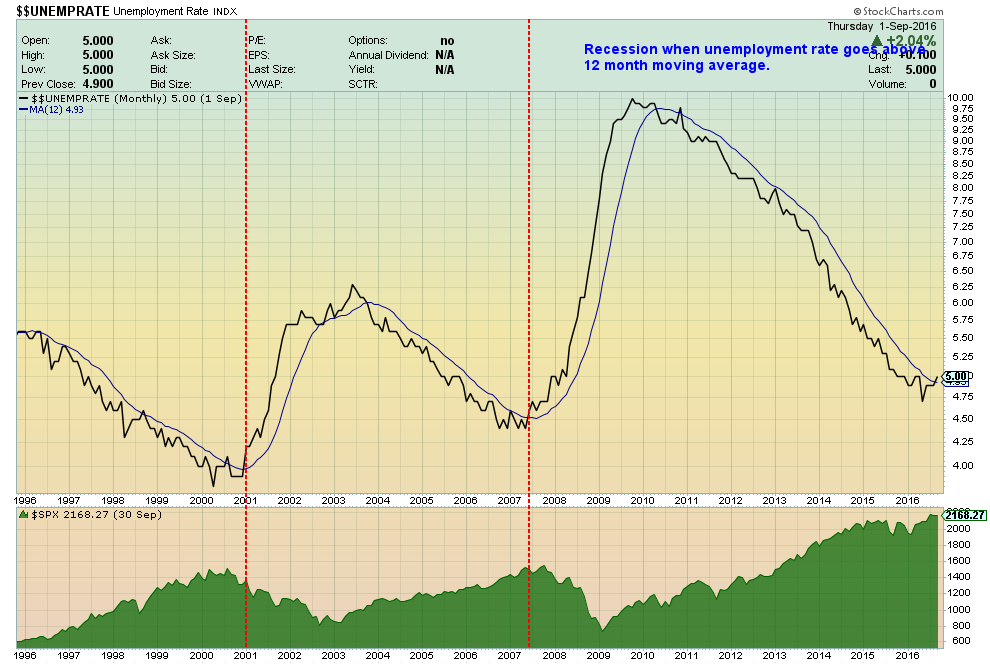 $$UNEMPRATE Unemployment Rate INDX
© StockCharts.com
Thursday 1-Sep-2016
Open: 5.000 Ask: P/E: Options: no ▲ +2.04%
High: 5.000 Ask Size: EPS: Annual Dividend: N/A Chg: +0.100
Low: 5.000 Bid: Last Size: Yield: N/A Last: 5.000
Prev Close: 4.900 Bid Size: VWAP: SCTR: Volume: 0
Recession when unemployment rate goes above
12 month moving average.
$$UNEMPRATE (Monthly) 5.00 (1 Sep)
MA(12) 4.93
10.00
9.75
9.50
9.25
9.00
8.75
8.50
8.25
8.00
7.75
7.50
7.25
7.00
6.75
6.50
6.25
6.00
5.75
5.50
5.25
5.00
4.93
4.75
4.50
4.25
4.00
1996 1997 1998 1999 2000 2001 2002 2003 2004 2005 2006 2007 2008 2009 2010 2011 2012 2013 2014 2015 2016
$SPX 2168.27 (30 Sep)
2168.27
2000
1800
1600
1400
1200
1000
800
600
1996 1997 1998 1999 2000 2001 2002 2003 2004 2005 2006 2007 2008 2009 2010 2011 2012 2013 2014 2015 2016